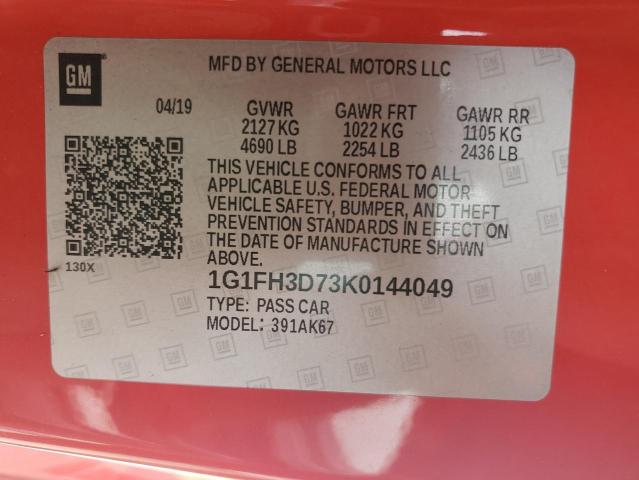 GM
MFD BY GENERAL MOTORS LLC
04/19 GVWR GAWR FRT GAWR RR
2127 KG 1022 KG 1105 KG
4690 LB 2254 LB 2436 LB
THIS VEHICLE CONFORMS TO ALL
APPLICABLE U.S. FEDERAL MOTOR
VEHICLE SAFETY, BUMPER, AND THEFT
PREVENTION STANDARDS IN EFFECT ON
THE DATE OF MANUFACTURE SHOWN
ABOVE.
130X
1G1FH3D73K0144049
TYPE: PASS CAR
MODEL: 391AK67